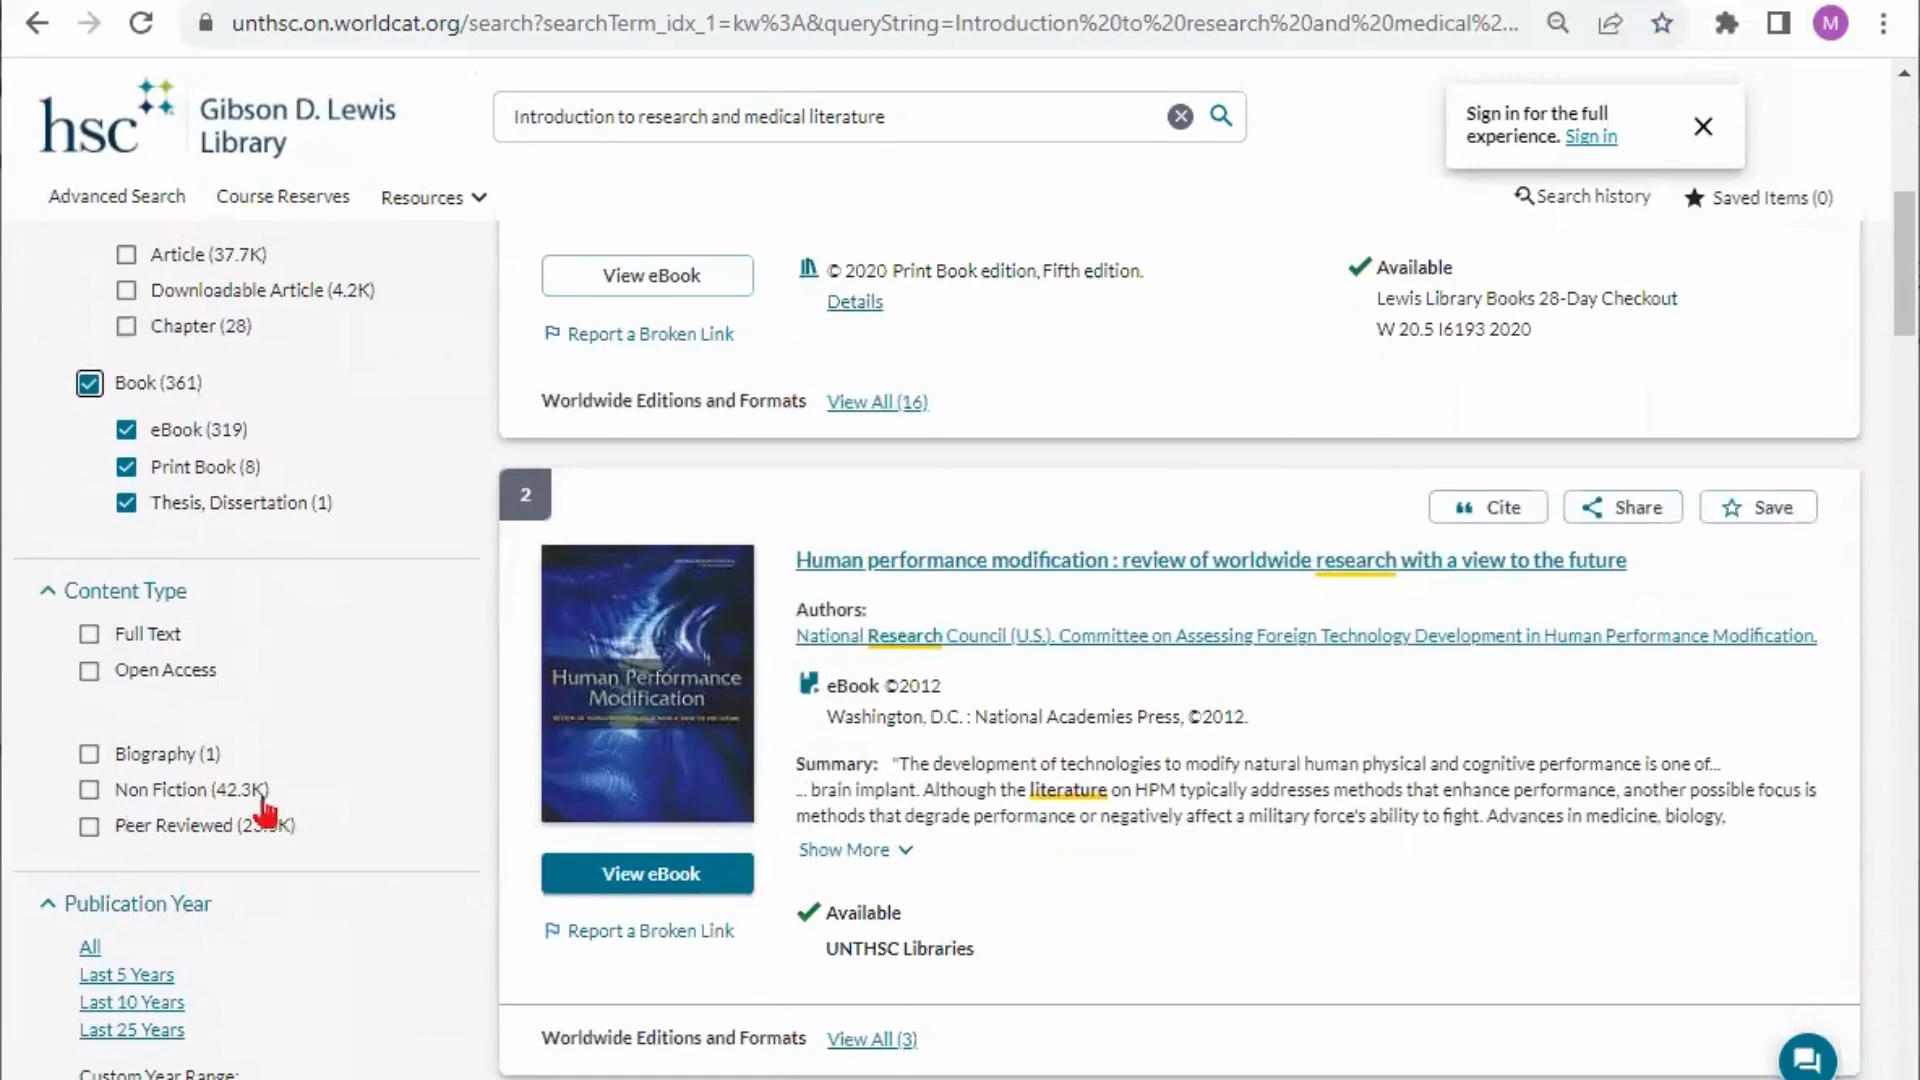 unthsc.on.worldcat.org/search?searchTerm_idx_1=kw%3A&queryString=Introduction%20to%20research%20and%20medical%2...
M
hsc
Gibson D. Lewis
Library
Introduction to research and medical literature
Sign in for the full
experience. Sign in
Advanced Search
Course Reserves
Resources
Search history
Saved Items (0)
Article (37.7K)
Downloadable Article (4.2K)
Chapter (28)
Book (361)
eBook (319)
Print Book (8)
Thesis, Dissertation (1)
Content Type
Full Text
Open Access
Biography (1)
Non Fiction (42.3K)
Peer Reviewed
Publication Year
All
Last 5 Years
Last 10 Years
Last 25 Years
Custom Year Range:
View eBook
© 2020 Print Book edition, Fifth edition.
Details
Available
Lewis Library Books 28-Day Checkout
W 20.5 I6193 2020
Report a Broken Link
Worldwide Editions and Formats View All (16)
2
Cite
Share
Save
Human Performance
Modification
Human performance modification : review of worldwide research with a view to the future
Authors:
National Research Council (U.S.). Committee on Assessing Foreign Technology Development in Human Performance Modification.
eBook ©2012
Washington, D.C. : National Academies Press, ©2012.
Summary: "The development of technologies to modify natural human physical and cognitive performance is one of...
... brain implant. Although the literature on HPM typically addresses methods that enhance performance, another possible focus is
methods that degrade performance or negatively affect a military force's ability to fight. Advances in medicine, biology,
Show More
View eBook
Report a Broken Link
Available
UNTHSC Libraries
Worldwide Editions and Formats View All (3)